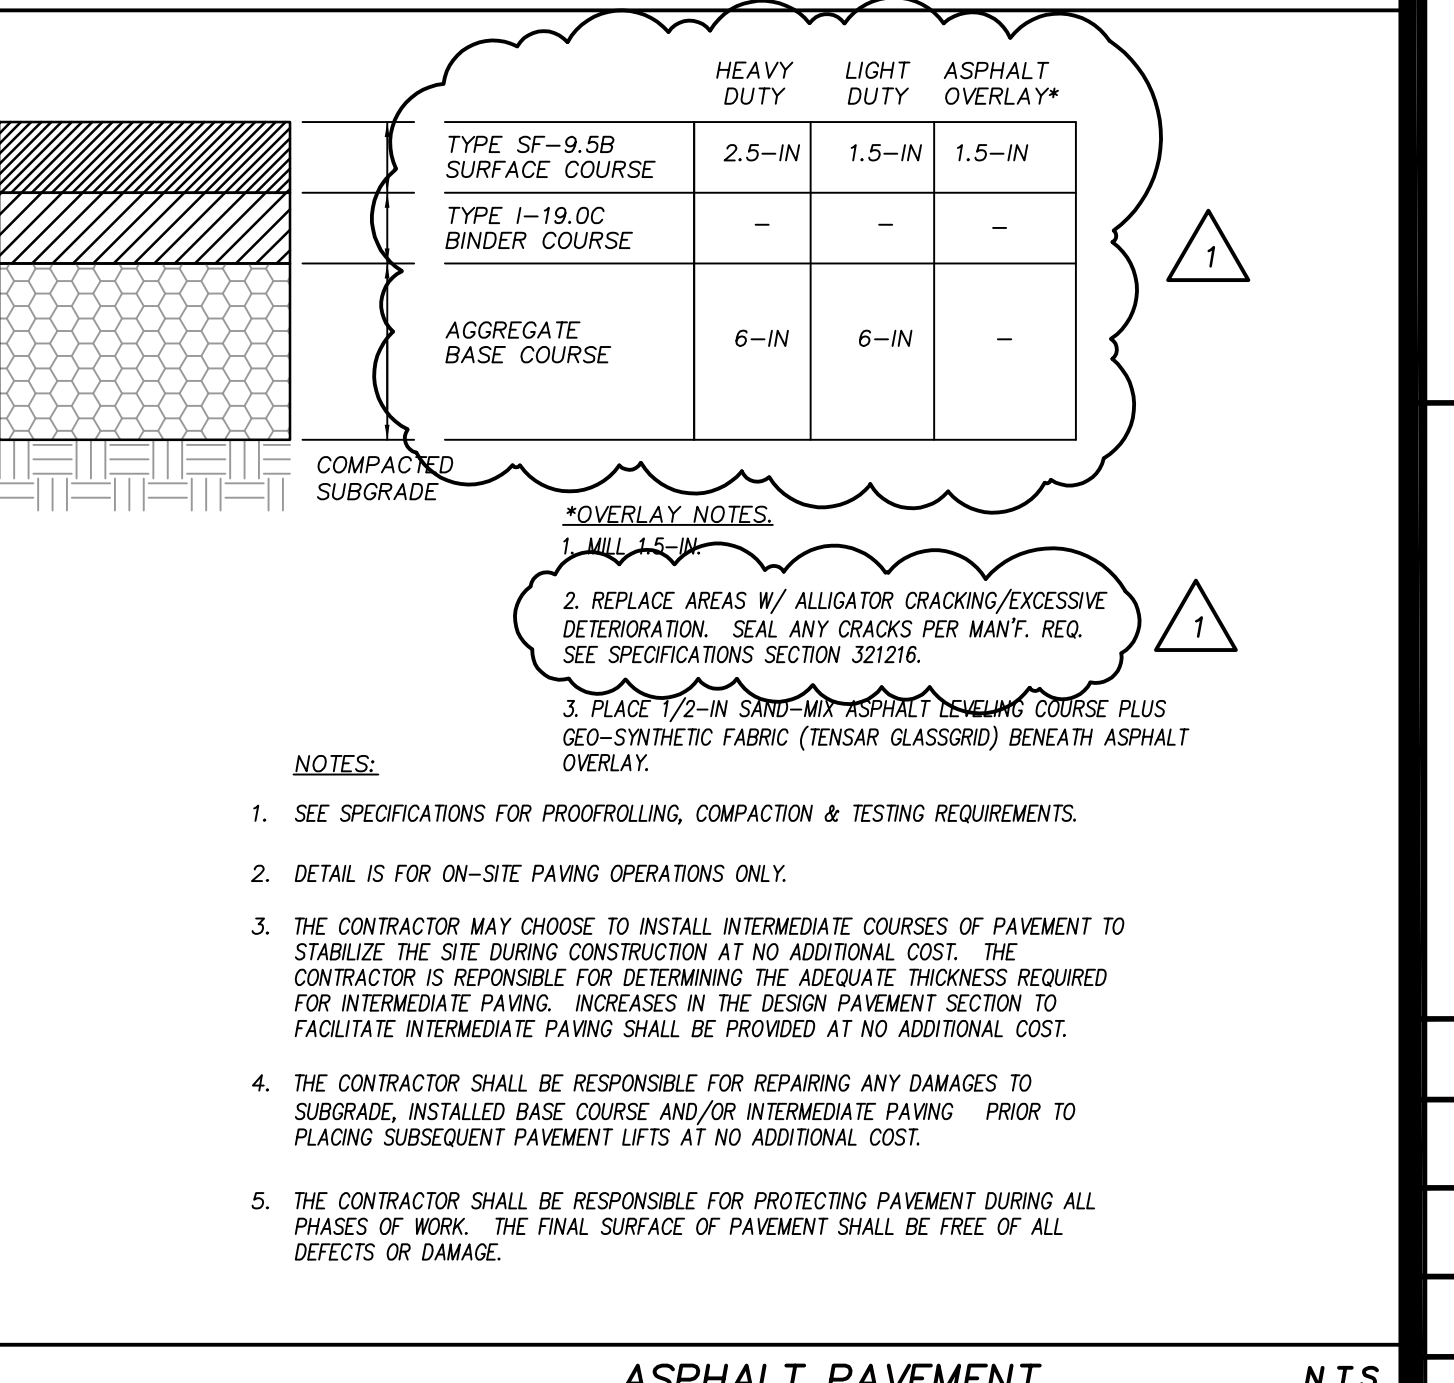 HEAVY DUTY LIGHT DUTY ASPHALT OVERLAY*
TYPE SF-9.5B
SURFACE COURSE 2.5-IN 1.5-IN 1.5-IN
TYPE I-19.0C
BINDER COURSE - - -
1
AGGREGATE
BASE COURSE 6-IN 6-IN -
COMPACTED
SUBGRADE
*OVERLAY NOTES.
1. MILL 1.5-IN.
2. REPLACE AREAS W/ ALLIGATOR CRACKING/EXCESSIVE
DETERIORATION. SEAL ANY CRACKS PER MAN'F. REQ.
SEE SPECIFICATIONS SECTION 321216.
1
3. PLACE 1/2-IN SAND-MIX ASPHALT LEVELING COURSE PLUS
GEO-SYNTHETIC FABRIC (TENSAR GLASSGRID) BENEATH ASPHALT
OVERLAY.
NOTES:
1. SEE SPECIFICATIONS FOR PROOFROLLING, COMPACTION & TESTING REQUIREMENTS.
2. DETAIL IS FOR ON-SITE PAVING OPERATIONS ONLY.
3. THE CONTRACTOR MAY CHOOSE TO INSTALL INTERMEDIATE COURSES OF PAVEMENT TO
STABILIZE THE SITE DURING CONSTRUCTION AT NO ADDITIONAL COST. THE
CONTRACTOR IS REPONSIBLE FOR DETERMINING THE ADEQUATE THICKNESS REQUIRED
FOR INTERMEDIATE PAVING. INCREASES IN THE DESIGN PAVEMENT SECTION TO
FACILITATE INTERMEDIATE PAVING SHALL BE PROVIDED AT NO ADDITIONAL COST.
4. THE CONTRACTOR SHALL BE RESPONSIBLE FOR REPAIRING ANY DAMAGES TO
SUBGRADE, INSTALLED BASE COURSE AND/OR INTERMEDIATE PAVING PRIOR TO
PLACING SUBSEQUENT PAVEMENT LIFTS AT NO ADDITIONAL COST.
5. THE CONTRACTOR SHALL BE RESPONSIBLE FOR PROTECTING PAVEMENT DURING ALL
PHASES OF WORK. THE FINAL SURFACE OF PAVEMENT SHALL BE FREE OF ALL
DEFECTS OR DAMAGE.
ASPHALT PAVEMENT N.T.S.